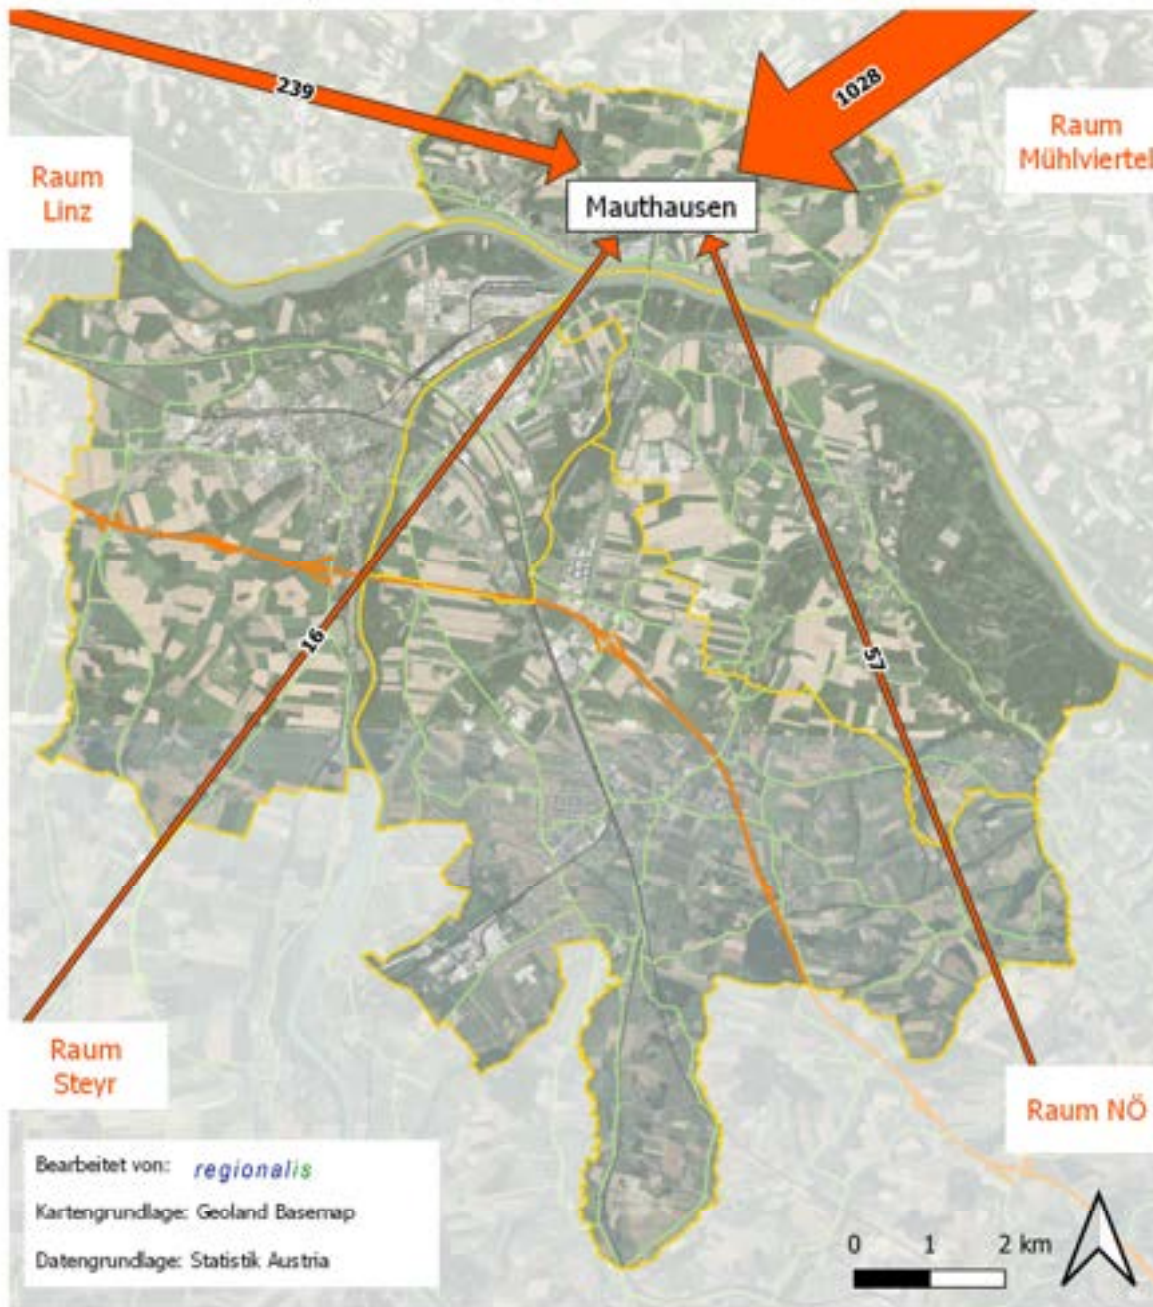 239
1028
Raum
Linz
Raum
Mühlviertel
Mauthausen
16
57
Raum
Steyr
Raum NÖ
Bearbeitet von: regionalis
Kartengrundlage: Geoland Basemap
Datengrundlage: Statistik Austria
0 1 2 km